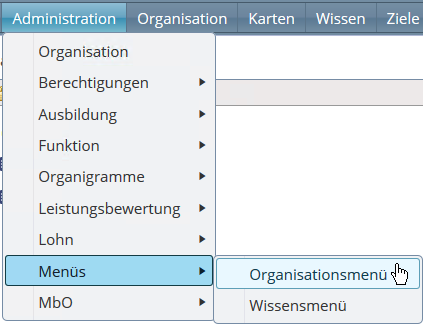 Administration Organisation Karten Wissen Ziele
Organisation
Berechtigungen
Ausbildung
Funktion
Organigramme
Leistungsbewertung
Lohn
Menüs
Organisationsmenü
MbO
Wissensmenü